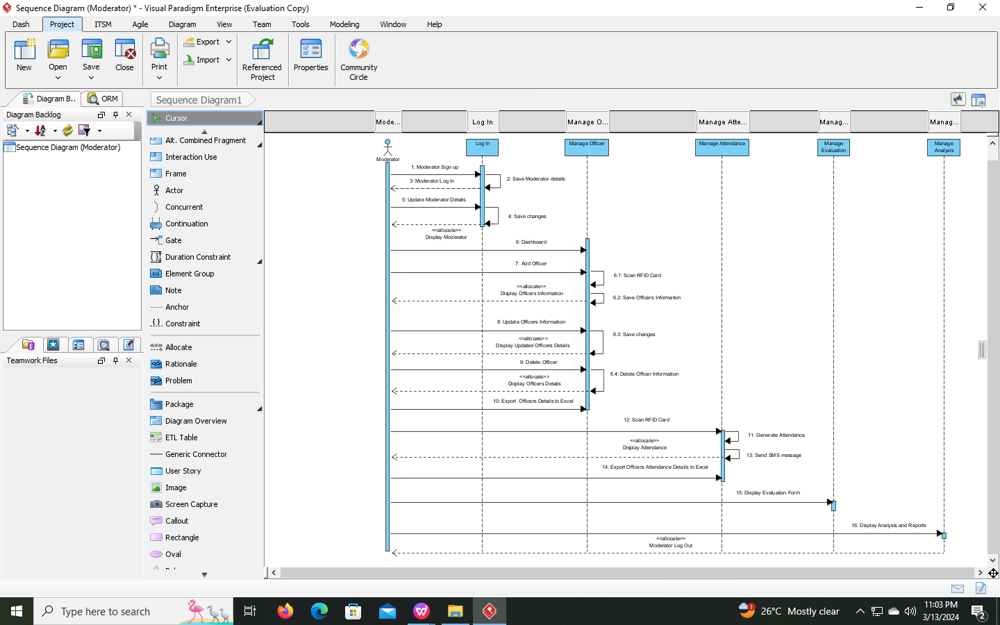 Sequence Diagram (Moderator) * - Visual Paradigm Enterprise (Evaluation Copy)
Dash Project ITSM Agile Diagram View Team Tools Modeling Window Help
New Open Save Close Print Export Import Referenced Project Properties Community Circle
Diagram B.. ORM
Sequence Diagram1
Diagram Backlog
Sequence Diagram (Moderator)
Teamwork Files
Cursor
Alt. Combined Fragment
Interaction Use
Frame
Actor
Concurrent
Continuation
Gate
Duration Constraint
Element Group
Note
Anchor
Constraint
Allocate
Rationale
Problem
Package
Diagram Overview
ETL Table
Generic Connector
User Story
Image
Screen Capture
Callout
Rectangle
Oval
Mode... Log In Manage O... Manage Atte... Manag... Manag...
Moderator
Log In
Manage Officer
Manage Attendance
Manage
Evaluation
Manage
Analysis
1: Moderator Sign up
2: Save Moderator details
3: Moderator Log In
5: Update Moderator Details
4: Save changes
<<allocate>>
Display Moderator
6: Dashboard
7: Add Officer
6.1: Scan RFID Card
<<allocate>>
Display Officers Information
6.2: Save Officers Information
8: Update Officers Information
6.3: Save changes
<<allocate>>
Display Updated Officers Details
9: Delete Officer
6.4: Delete Officer Information
<<allocate>>
Display Officers Details
10: Export Officers Details to Excel
12: Scan RFID Card
11: Generate Attendance
<<allocate>>
Display Attendance
13: Send SMS message
14: Export Officers Attendance Details to Excel
15: Display Evaluation Form
16: Display Analysis and Reports
<<allocate>>
Moderator Log Out
Type here to search
1
26°C Mostly clear
11:03 PM
3/13/2024
2